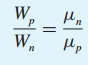 W_p / W_n = μ_n / μ_p